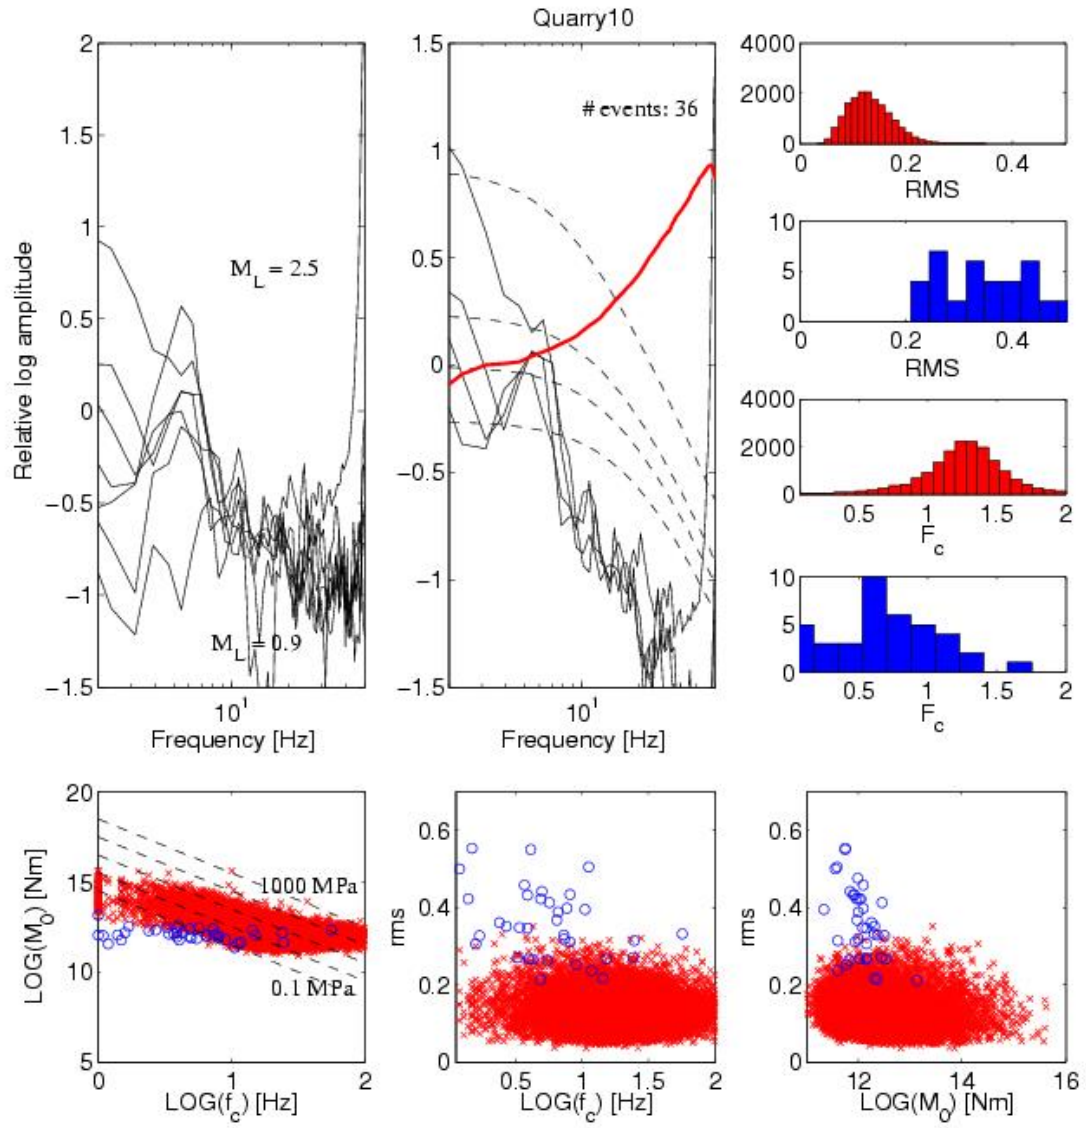 Quarry10
2
1.5
1
0.5
0
−0.5
−1
−1.5
Relative log amplitude
M_L = 2.5
M_L = 0.9
10^1
Frequency [Hz]
1.5
1
0.5
0
−0.5
−1
−1.5
# events: 36
10^1
Frequency [Hz]
4000
2000
0
0 0.2 0.4
RMS
10
5
0
0 0.2 0.4
RMS
4000
2000
0
0.5 1 1.5 2
F_c
10
5
0
0.5 1 1.5 2
F_c
20
15
10
5
LOG(M_0) [Nm]
1000 MPa
0.1 MPa
0 1 2
LOG(f_c) [Hz]
0.6
0.4
0.2
0
rms
0.5 1 1.5 2
LOG(f_c) [Hz]
0.6
0.4
0.2
0
rms
12 14 16
LOG(M_0) [Nm]